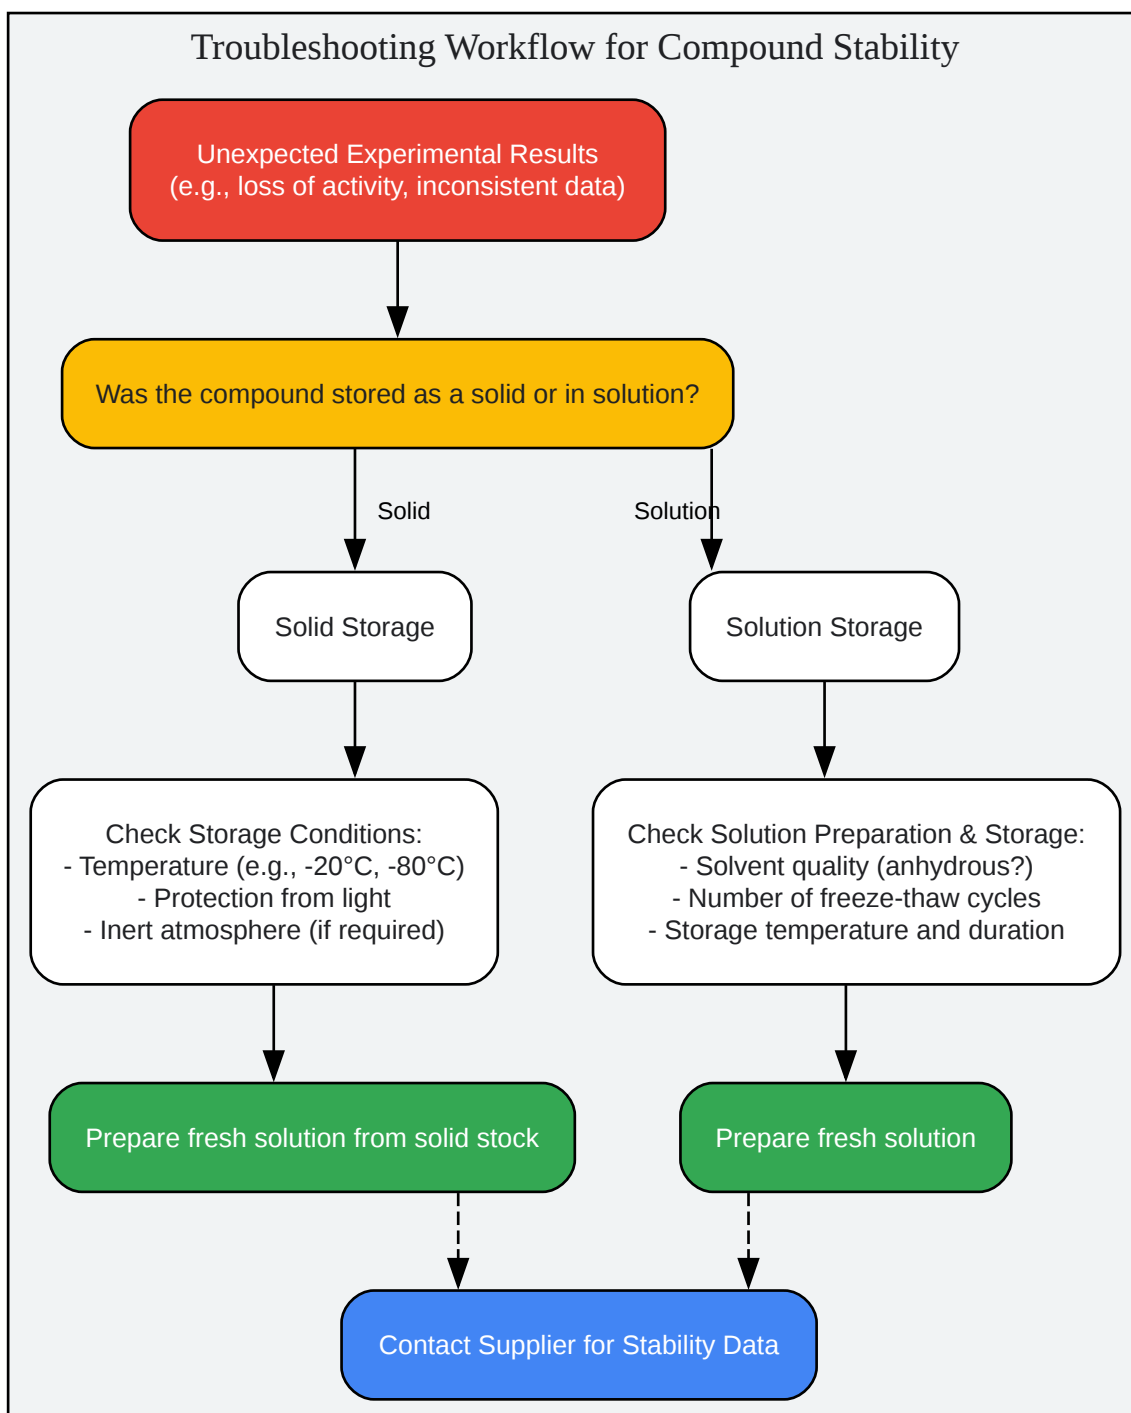 Troubleshooting Workflow for Compound Stability
Unexpected Experimental Results
(e.g., loss of activity, inconsistent data)
Was the compound stored as a solid or in solution?
Solid
Solution
Solid Storage
Solution Storage
Check Storage Conditions:
- Temperature (e.g., -20°C, -80°C)
- Protection from light
- Inert atmosphere (if required)
Check Solution Preparation & Storage:
- Solvent quality (anhydrous?)
- Number of freeze-thaw cycles
- Storage temperature and duration
Prepare fresh solution from solid stock
Prepare fresh solution
Contact Supplier for Stability Data